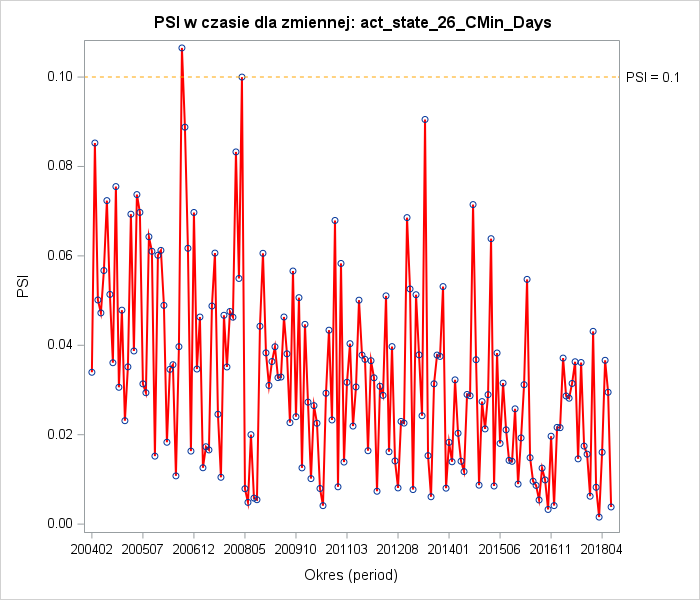 PSI w czasie dla zmiennej: act_state_26_CMin_Days
0.10
PSI = 0.1
0.08
0.06
PSI
0.04
0.02
0.00
200402 200507 200612 200805 200910 201103 201208 201401 201506 201611 201804
Okres (period)